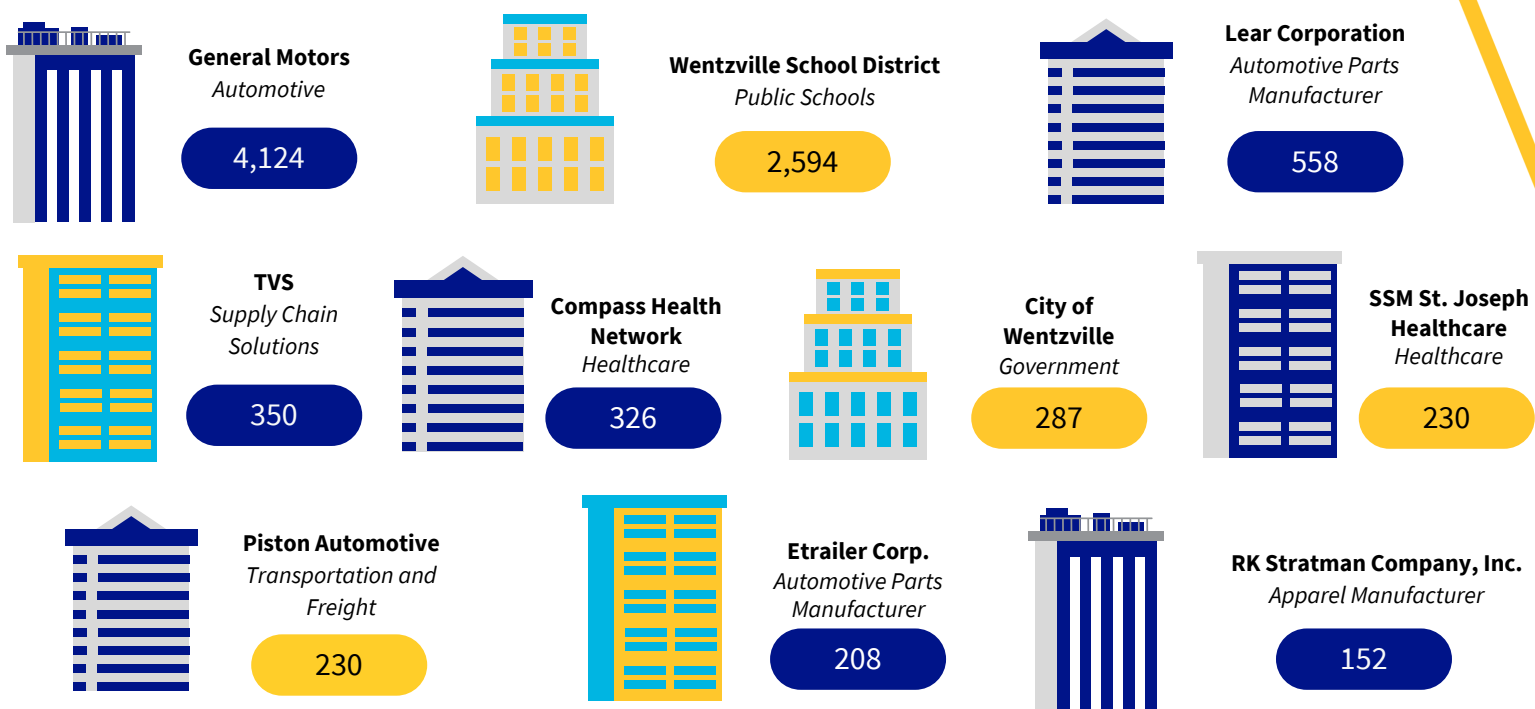 General Motors
Automotive
4,124
Wentzville School District
Public Schools
2,594
Lear Corporation
Automotive Parts
Manufacturer
558
TVS
Supply Chain
Solutions
350
Compass Health
Network
Healthcare
326
City of
Wentzville
Government
287
SSM St. Joseph
Healthcare
Healthcare
230
Piston Automotive
Transportation and
Freight
230
Etrailer Corp.
Automotive Parts
Manufacturer
208
RK Stratman Company, Inc.
Apparel Manufacturer
152